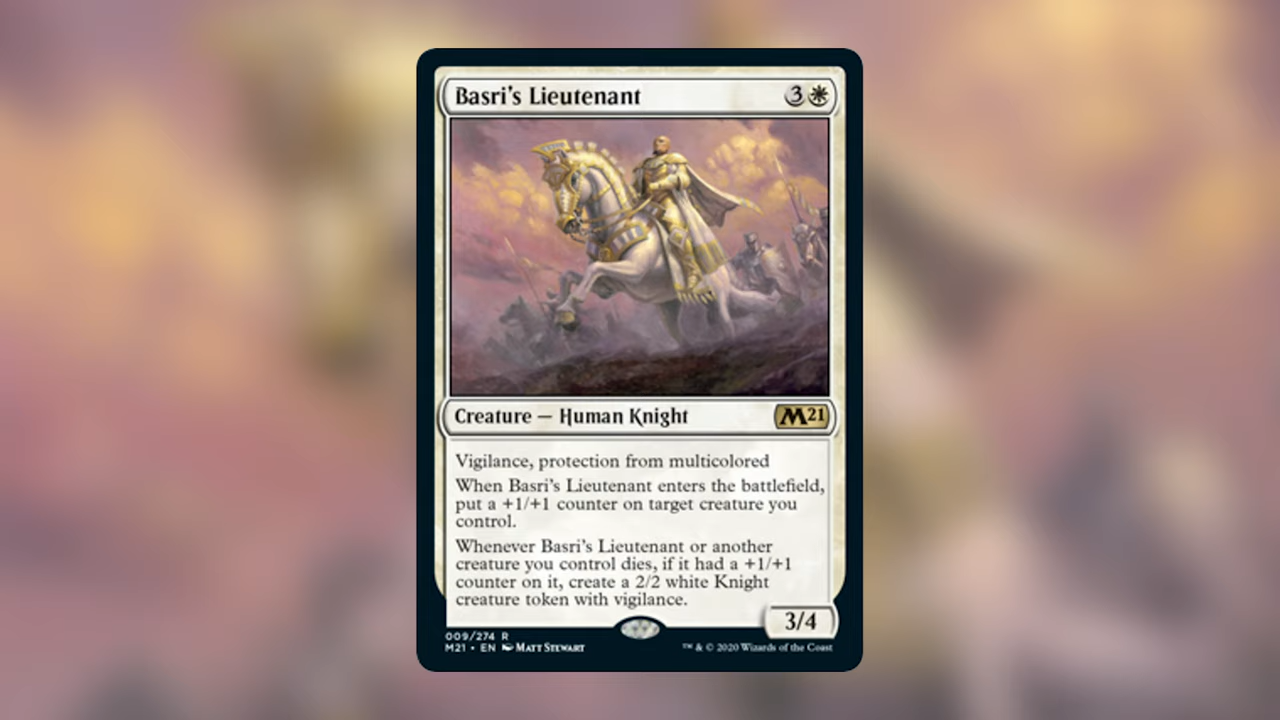 Basri's Lieutenant 3
Creature — Human Knight M21
Vigilance, protection from multicolored
When Basri's Lieutenant enters the battlefield,
put a +1/+1 counter on target creature you
control.
Whenever Basri's Lieutenant or another
creature you control dies, if it had a +1/+1
counter on it, create a 2/2 white Knight
creature token with vigilance.
3/4
009/274 R
M21 • EN Matt Stewart ™ & © 2020 Wizards of the Coast